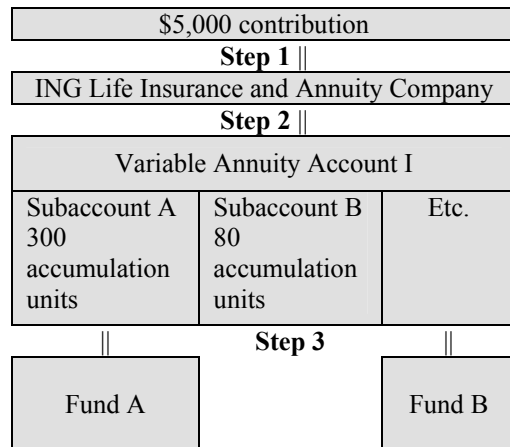 $5,000 contribution
Step 1 ||
ING Life Insurance and Annuity Company
Step 2 ||
Variable Annuity Account I
Subaccount A
300
accumulation
units
Subaccount B
80
accumulation
units
Etc.
|| Step 3 ||
Fund A
Fund B